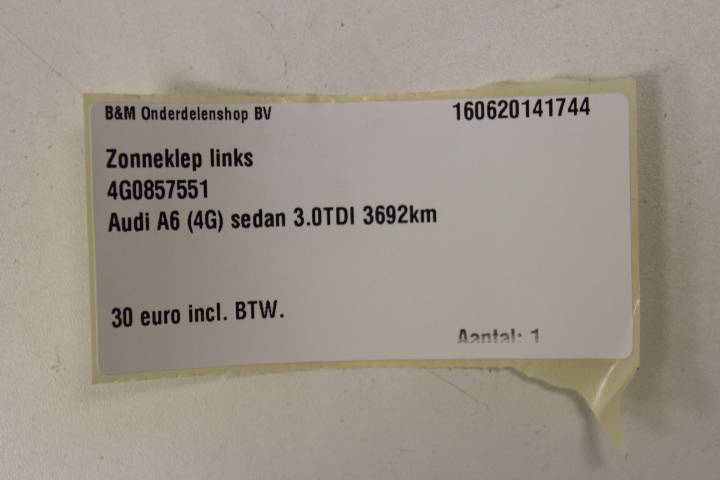 B&M Onderdelenshop BV 160620141744
Zonneklep links
4G0857551
Audi A6 (4G) sedan 3.0TDI 3692km
30 euro incl. BTW.
Aantal: 1